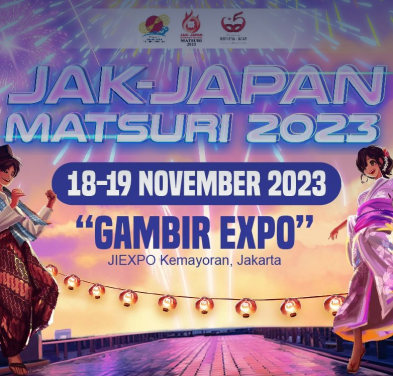 JAK-JAPAN
MATSURI 2023
18-19 NOVEMBER 2023
“GAMBIR EXPO”
JIEXPO Kemayoran, Jakarta